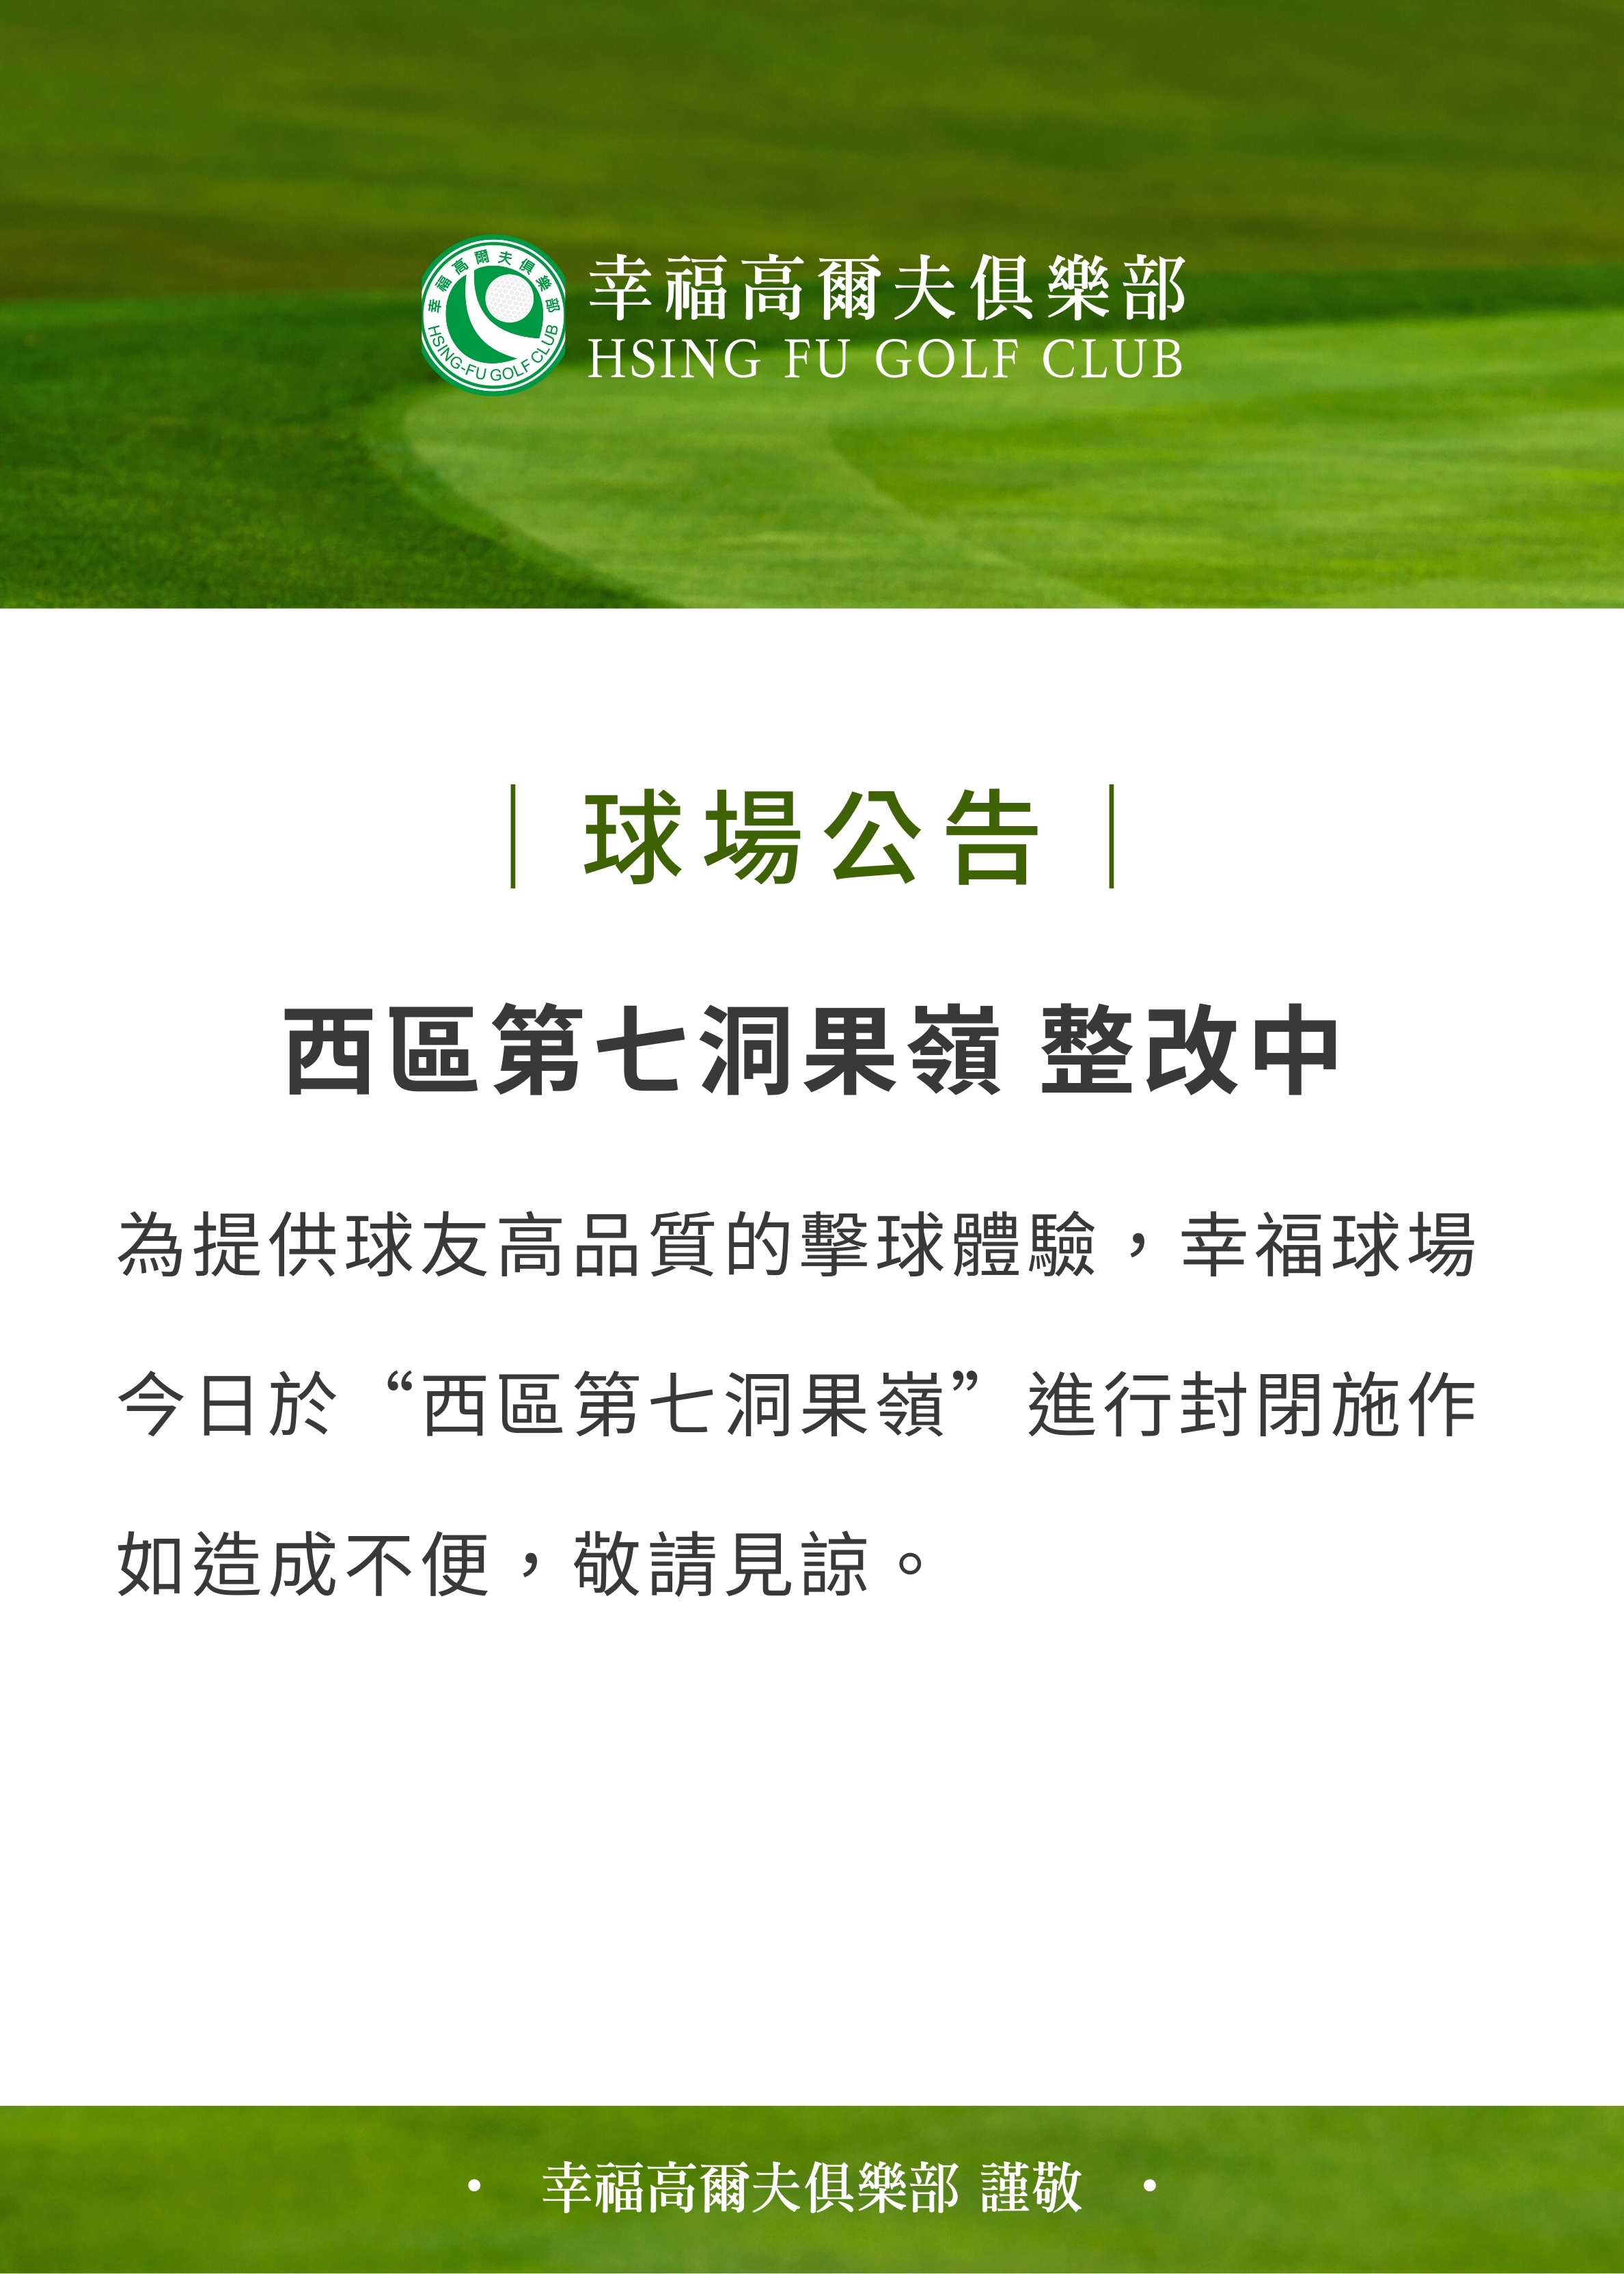 幸福高爾夫俱樂部
HSING-FU GOLF CLUB
幸福高爾夫俱樂部
HSING FU GOLF CLUB
球場公告
西區第七洞果嶺 整改中
為提供球友高品質的擊球體驗，幸福球場
今日於“西區第七洞果嶺”進行封閉施作
如造成不便，敬請見諒。
• 幸福高爾夫俱樂部 謹敬 •